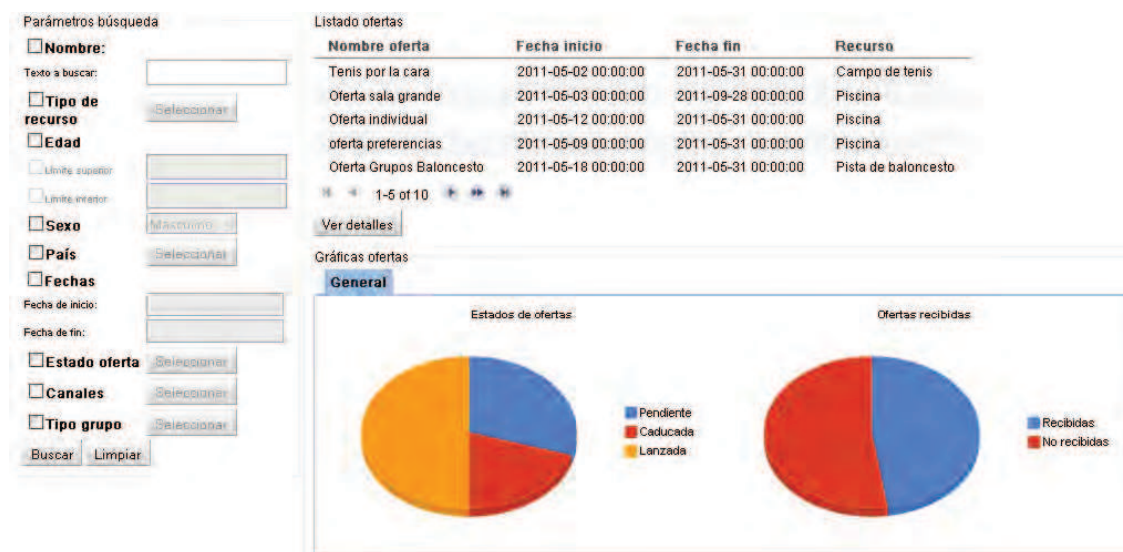 Parámetros búsqueda
Nombre:
Texto a buscar:
Tipo de
recurso
Seleccionar
Edad
Límite superior
Límite inferior
Sexo
Masculino
País
Seleccionar
Fechas
Fecha de inicio:
Fecha de fin:
Estado oferta
Seleccionar
Canales
Seleccionar
Tipo grupo
Seleccionar
Buscar Limpiar
Listado ofertas
Nombre oferta Fecha inicio Fecha fin Recurso
Tenis por la cara 2011-05-02 00:00:00 2011-05-31 00:00:00 Campo de tenis
Oferta sala grande 2011-05-03 00:00:00 2011-09-28 00:00:00 Piscina
Oferta individual 2011-05-12 00:00:00 2011-05-31 00:00:00 Piscina
oferta preferencias 2011-05-09 00:00:00 2011-05-31 00:00:00 Piscina
Oferta Grupos Baloncesto 2011-05-18 00:00:00 2011-05-31 00:00:00 Pista de baloncesto
1-5 of 10
Ver detalles
Gráficas ofertas
General
Estados de ofertas
Pendiente
Caducada
Lanzada
Ofertas recibidas
Recibidas
No recibidas